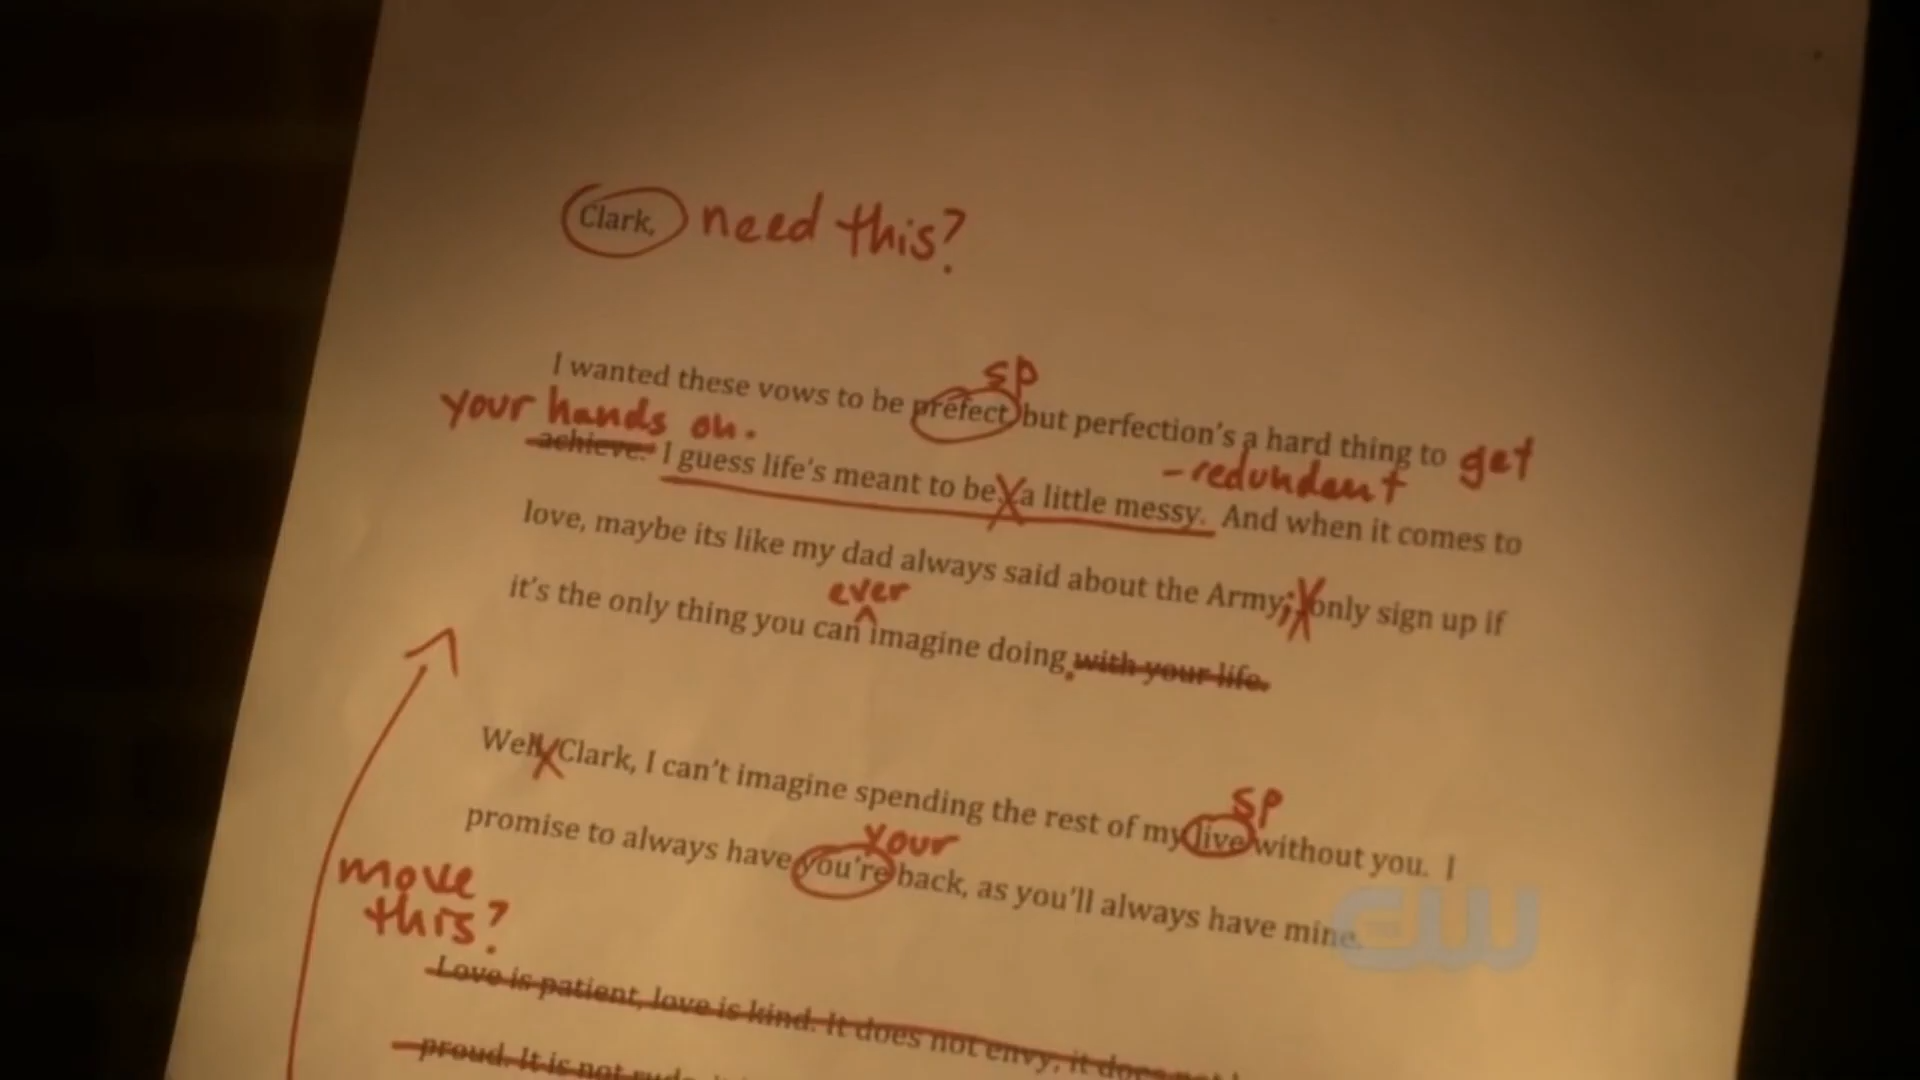 Clark, need this?
sp
I wanted these vows to be prefect but perfection's a hard thing to get
your hands on.
achieve. I guess life's meant to be, a little messy. And when it comes to
- redundant
love, maybe its like my dad always said about the Army; only sign up if
ever
it's the only thing you can imagine doing. with your life.
Well, Clark, I can't imagine spending the rest of my live without you. I
sp
your
promise to always have you're back, as you'll always have mine.
move
this?
Love is patient, love is kind. It does not envy, it does not
proud. It is not rude,
THE CW